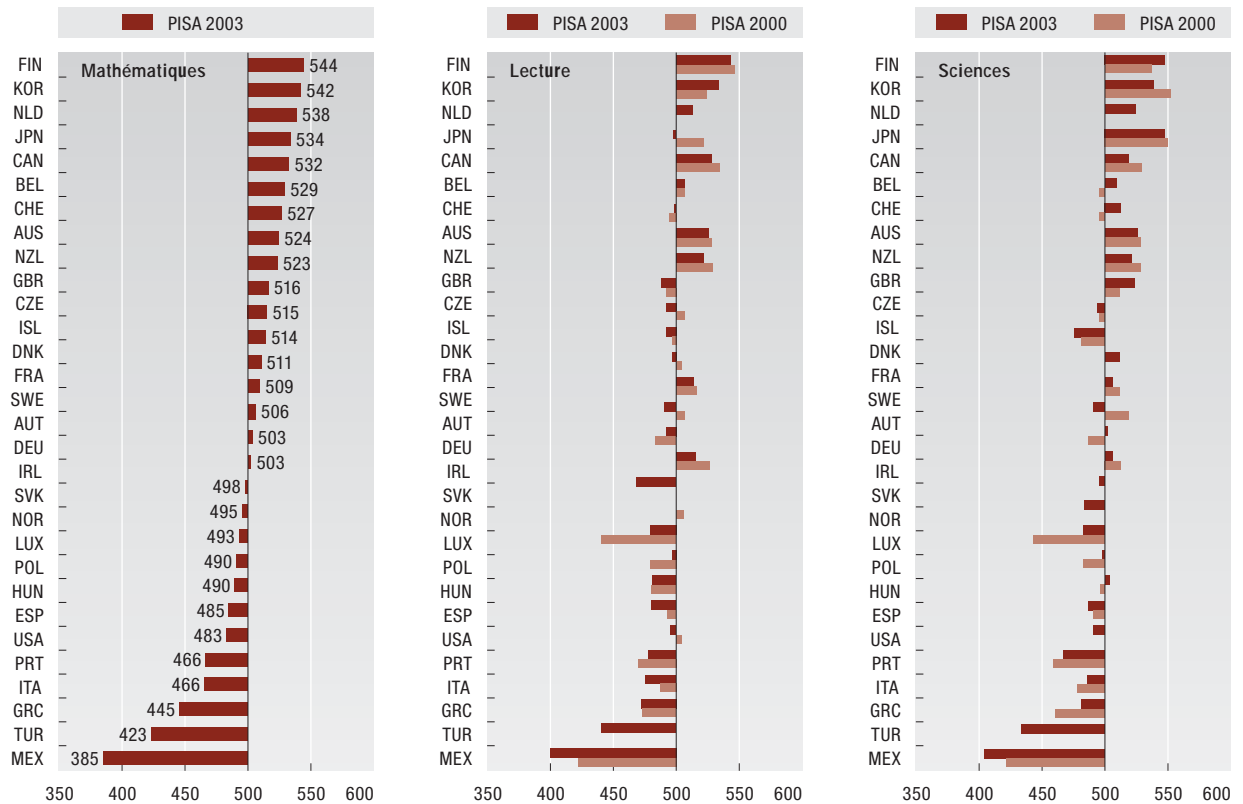 PISA 2003
Mathématiques
FIN 544
KOR 542
NLD 538
JPN 534
CAN 532
BEL 529
CHE 527
AUS 524
NZL 523
GBR 516
CZE 515
ISL 514
DNK 511
FRA 509
SWE 506
AUT 503
DEU 503
IRL
498
SVK
495
NOR
493
LUX
490
POL
490
HUN
485
ESP
483
USA
466
PRT
466
ITA
445
GRC
423
TUR
385
MEX
350 400 450 500 550 600
PISA 2003 PISA 2000
Lecture
FIN
KOR
NLD
JPN
CAN
BEL
CHE
AUS
NZL
GBR
CZE
ISL
DNK
FRA
SWE
AUT
DEU
IRL
SVK
NOR
LUX
POL
HUN
ESP
USA
PRT
ITA
GRC
TUR
MEX
350 400 450 500 550 600
PISA 2003 PISA 2000
Sciences
FIN
KOR
NLD
JPN
CAN
BEL
CHE
AUS
NZL
GBR
CZE
ISL
DNK
FRA
SWE
AUT
DEU
IRL
SVK
NOR
LUX
POL
HUN
ESP
USA
PRT
ITA
GRC
TUR
MEX
350 400 450 500 550 600